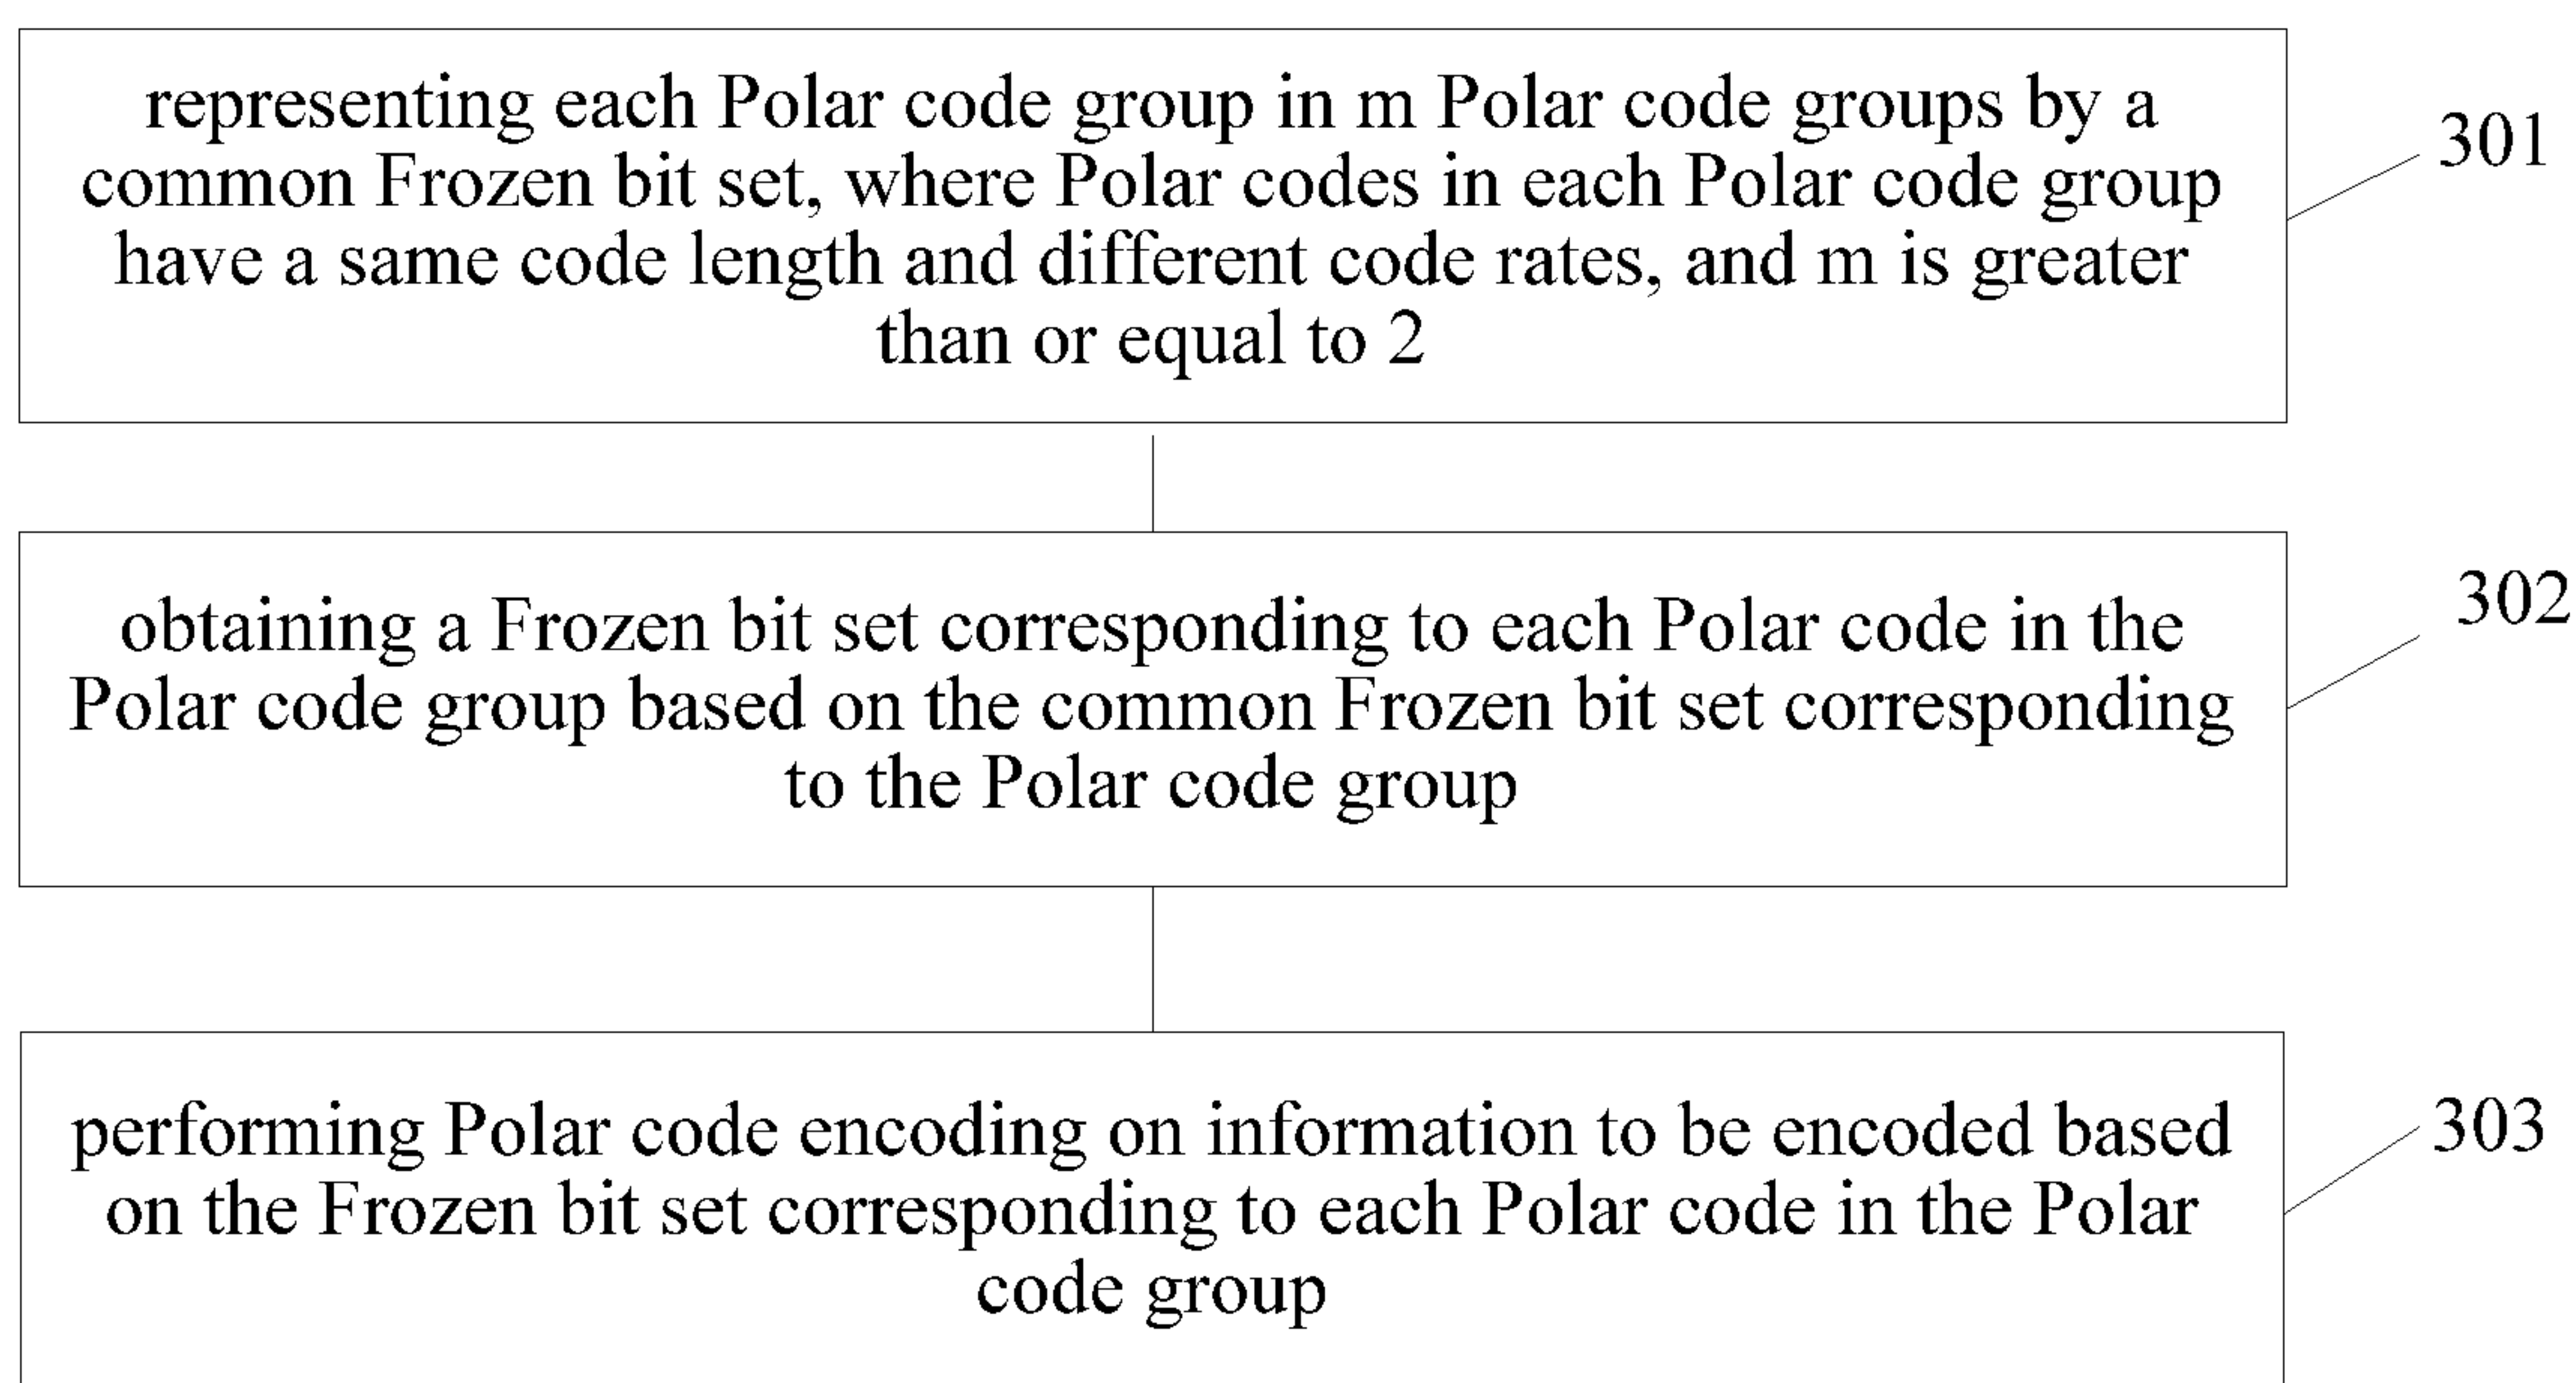 representing each Polar code group in m Polar code groups by a
common Frozen bit set, where Polar codes in each Polar code group
have a same code length and different code rates, and m is greater
than or equal to 2
301
obtaining a Frozen bit set corresponding to each Polar code in the
Polar code group based on the common Frozen bit set corresponding
to the Polar code group
302
performing Polar code encoding on information to be encoded based
on the Frozen bit set corresponding to each Polar code in the Polar
code group
303